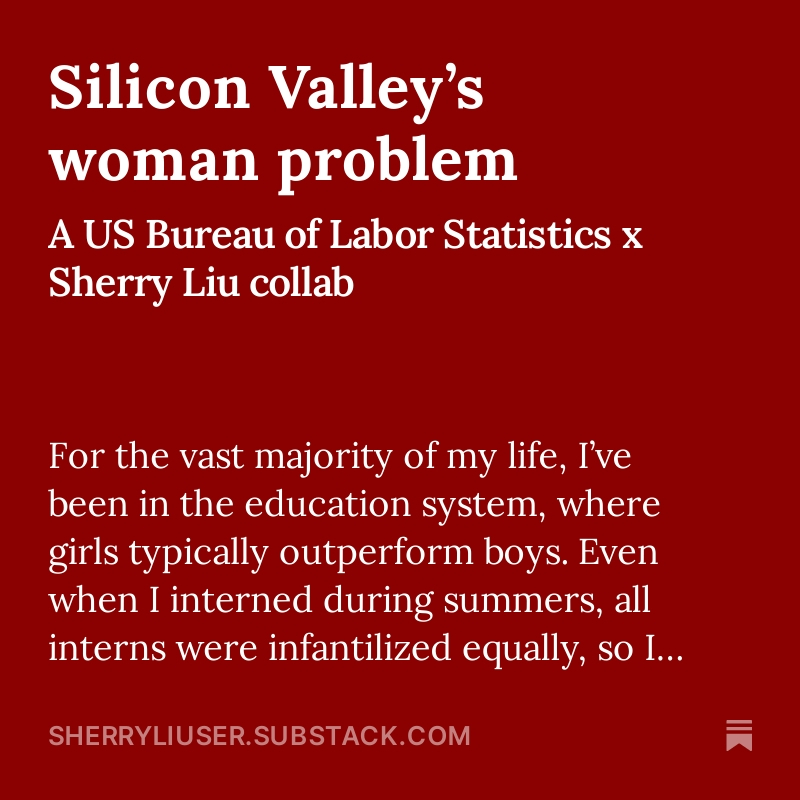 Silicon Valley’s
woman problem
A US Bureau of Labor Statistics x
Sherry Liu collab
For the vast majority of my life, I’ve
been in the education system, where
girls typically outperform boys. Even
when I interned during summers, all
interns were infantilized equally, so I…
SHERRYLIUSER.SUBSTACK.COM